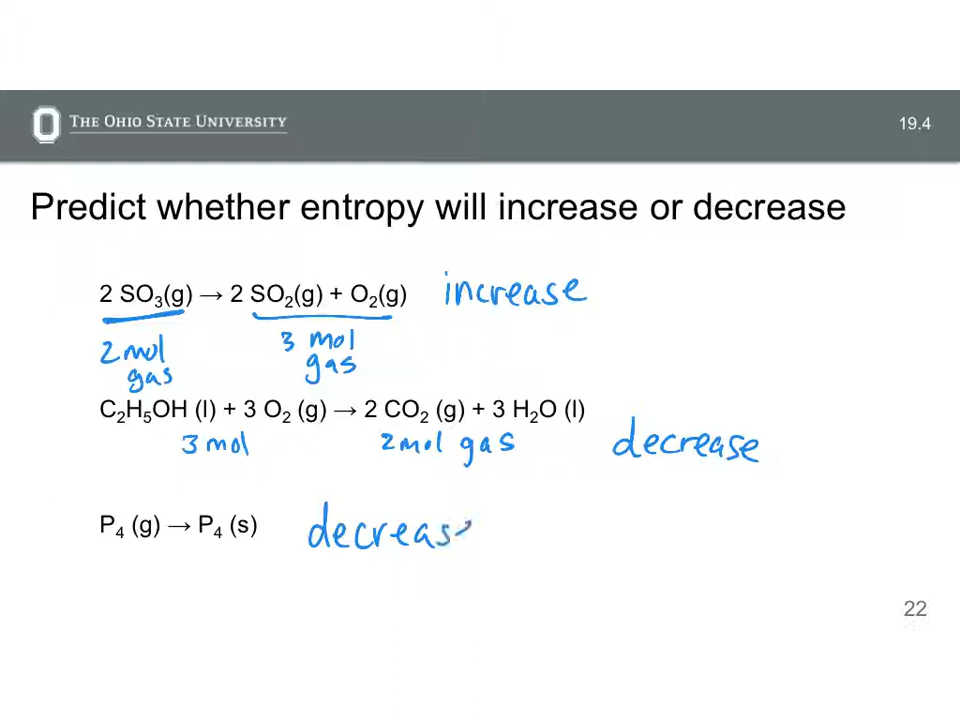 THE OHIO STATE UNIVERSITY
19.4
Predict whether entropy will increase or decrease
2 SO₃(g) → 2 SO₂(g) + O₂(g) increase
2 mol gas
3 mol gas
C₂H₅OH (l) + 3 O₂ (g) → 2 CO₂ (g) + 3 H₂O (l)
3 mol 2 mol gas decrease
P₄ (g) → P₄ (s) decreas
22